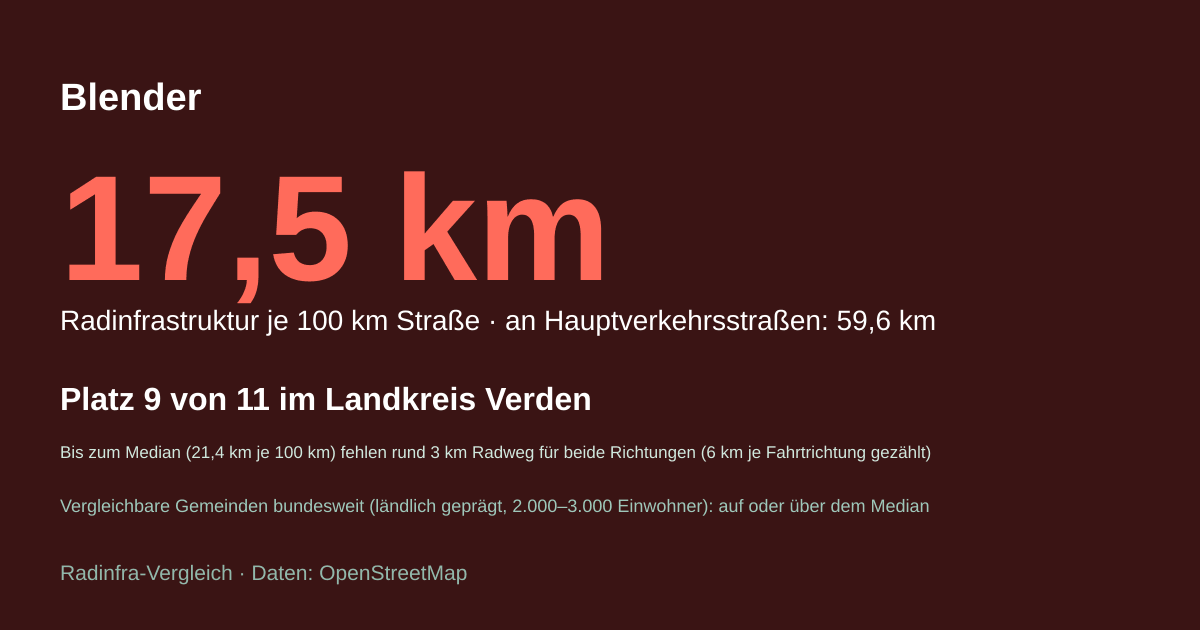 Blender
17,5 km
Radinfrastruktur je 100 km Straße · an Hauptverkehrsstraßen: 59,6 km
Platz 9 von 11 im Landkreis Verden
Bis zum Median (21,4 km je 100 km) fehlen rund 3 km Radweg für beide Richtungen (6 km je Fahrtrichtung gezählt)
Vergleichbare Gemeinden bundesweit (ländlich geprägt, 2.000–3.000 Einwohner): auf oder über dem Median
Radinfra-Vergleich · Daten: OpenStreetMap